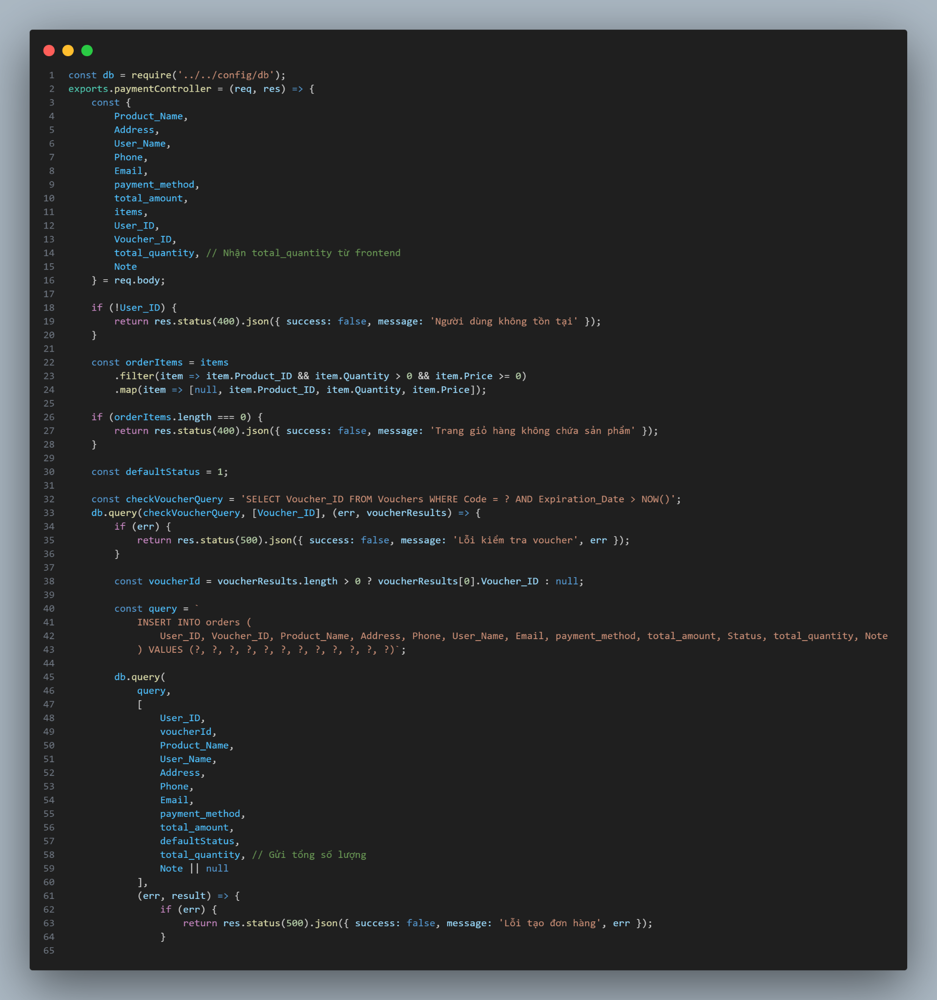 1 const db = require('../../config/db');
2 exports.paymentController = (req, res) => {
3     const {
4         Product_Name,
5         Address,
6         User_Name,
7         Phone,
8         Email,
9         payment_method,
10         total_amount,
11         items,
12         User_ID,
13         Voucher_ID,
14         total_quantity, // Nhận total_quantity từ frontend
15         Note
16     } = req.body;
17
18     if (!User_ID) {
19         return res.status(400).json({ success: false, message: 'Người dùng không tồn tại' });
20     }
21
22     const orderItems = items
23         .filter(item => item.Product_ID && item.Quantity > 0 && item.Price >= 0)
24         .map(item => [null, item.Product_ID, item.Quantity, item.Price]);
25
26     if (orderItems.length === 0) {
27         return res.status(400).json({ success: false, message: 'Trang giỏ hàng không chứa sản phẩm' });
28     }
29
30     const defaultStatus = 1;
31
32     const checkVoucherQuery = 'SELECT Voucher_ID FROM Vouchers WHERE Code = ? AND Expiration_Date > NOW()';
33     db.query(checkVoucherQuery, [Voucher_ID], (err, voucherResults) => {
34         if (err) {
35             return res.status(500).json({ success: false, message: 'Lỗi kiểm tra voucher', err });
36         }
37
38         const voucherId = voucherResults.length > 0 ? voucherResults[0].Voucher_ID : null;
39
40         const query = `
41             INSERT INTO orders (
42                 User_ID, Voucher_ID, Product_Name, Address, Phone, User_Name, Email, payment_method, total_amount, Status, total_quantity, Note
43             ) VALUES (?, ?, ?, ?, ?, ?, ?, ?, ?, ?, ?, ?)`;
44
45         db.query(
46             query,
47             [
48                 User_ID,
49                 voucherId,
50                 Product_Name,
51                 User_Name,
52                 Address,
53                 Phone,
54                 Email,
55                 payment_method,
56                 total_amount,
57                 defaultStatus,
58                 total_quantity, // Gửi tổng số lượng
59                 Note || null
60             ],
61             (err, result) => {
62                 if (err) {
63                     return res.status(500).json({ success: false, message: 'Lỗi tạo đơn hàng', err });
64                 }
65